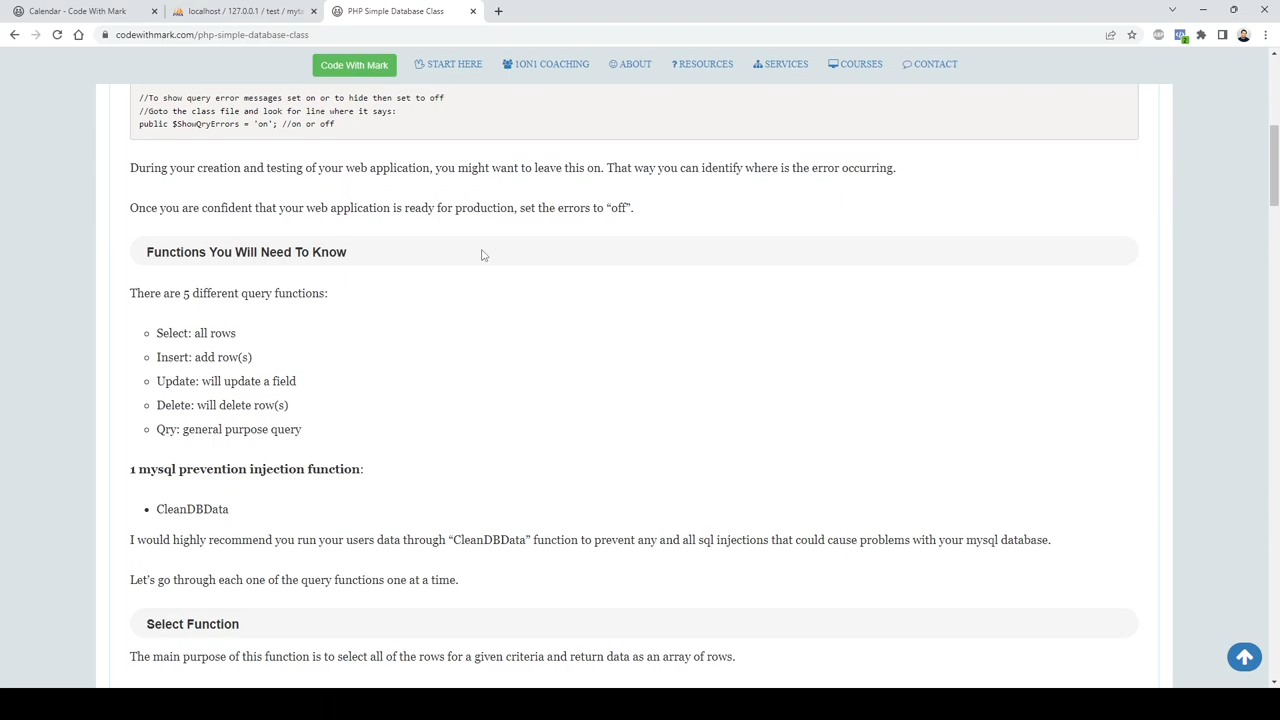 Calendar - Code With Mark
localhost / 127.0.0.1 / test / myta
PHP Simple Database Class
codewithmark.com/php-simple-database-class
Code With Mark
START HERE
1ON1 COACHING
ABOUT
? RESOURCES
SERVICES
COURSES
CONTACT
//To show query error messages set on or to hide then set to off
//Goto the class file and look for line where it says:
public $ShowQryErrors = 'on'; //on or off
During your creation and testing of your web application, you might want to leave this on. That way you can identify where is the error occurring.
Once you are confident that your web application is ready for production, set the errors to “off”.
Functions You Will Need To Know
There are 5 different query functions:
Select: all rows
Insert: add row(s)
Update: will update a field
Delete: will delete row(s)
Qry: general purpose query
1 mysql prevention injection function:
CleanDBData
I would highly recommend you run your users data through “CleanDBData” function to prevent any and all sql injections that could cause problems with your mysql database.
Let’s go through each one of the query functions one at a time.
Select Function
The main purpose of this function is to select all of the rows for a given criteria and return data as an array of rows.